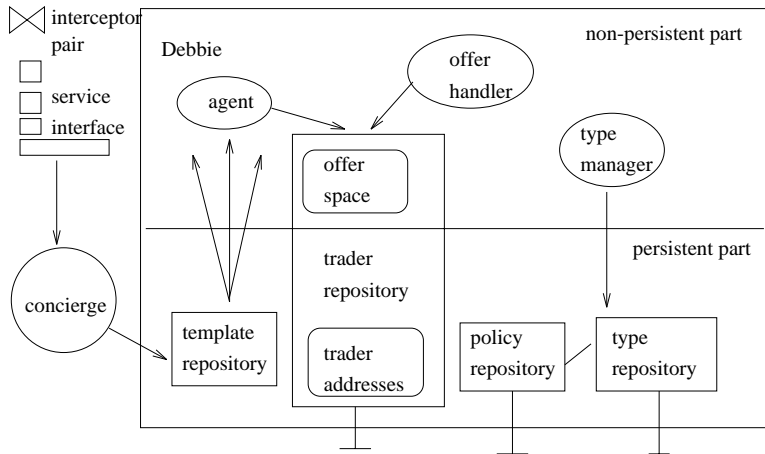 interceptor
pair
service
interface
concierge
Debbie
non-persistent part
agent
offer
handler
offer
space
type
manager
persistent part
trader
repository
template
repository
trader
addresses
policy
repository
type
repository